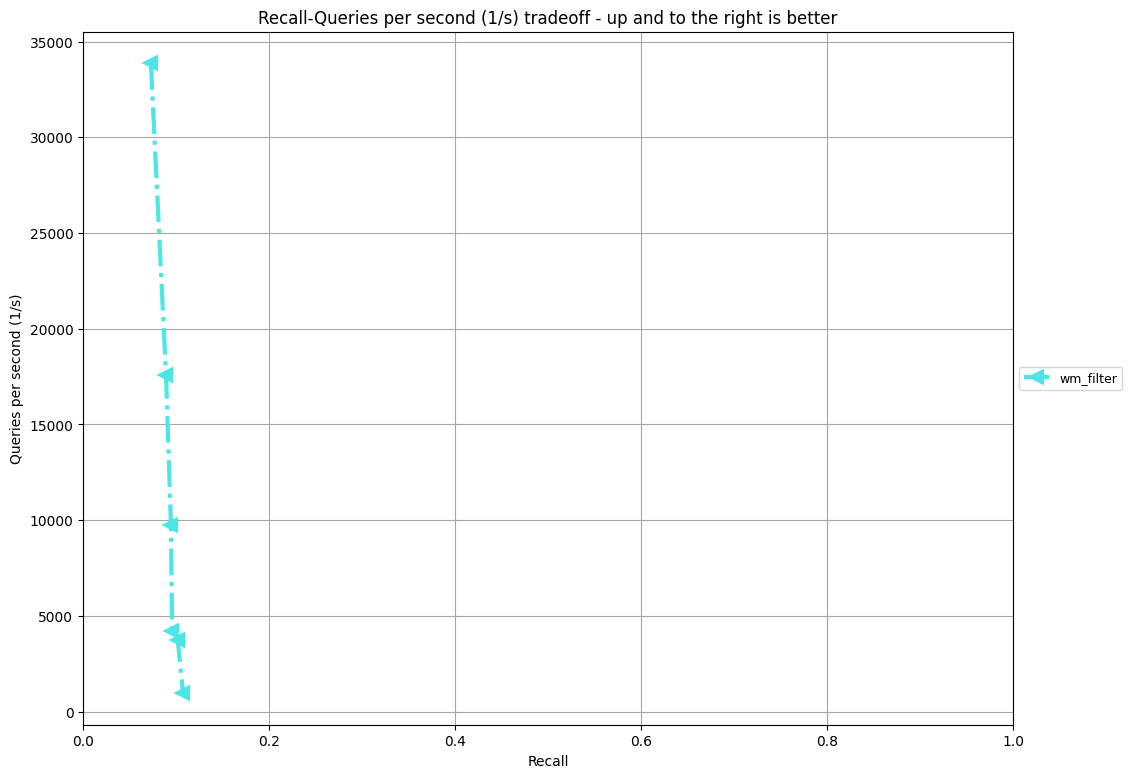 Recall-Queries per second (1/s) tradeoff - up and to the right is better
35000
30000
25000
20000
15000
10000
5000
0
Queries per second (1/s)
0.0 0.2 0.4 0.6 0.8 1.0
Recall
wm_filter